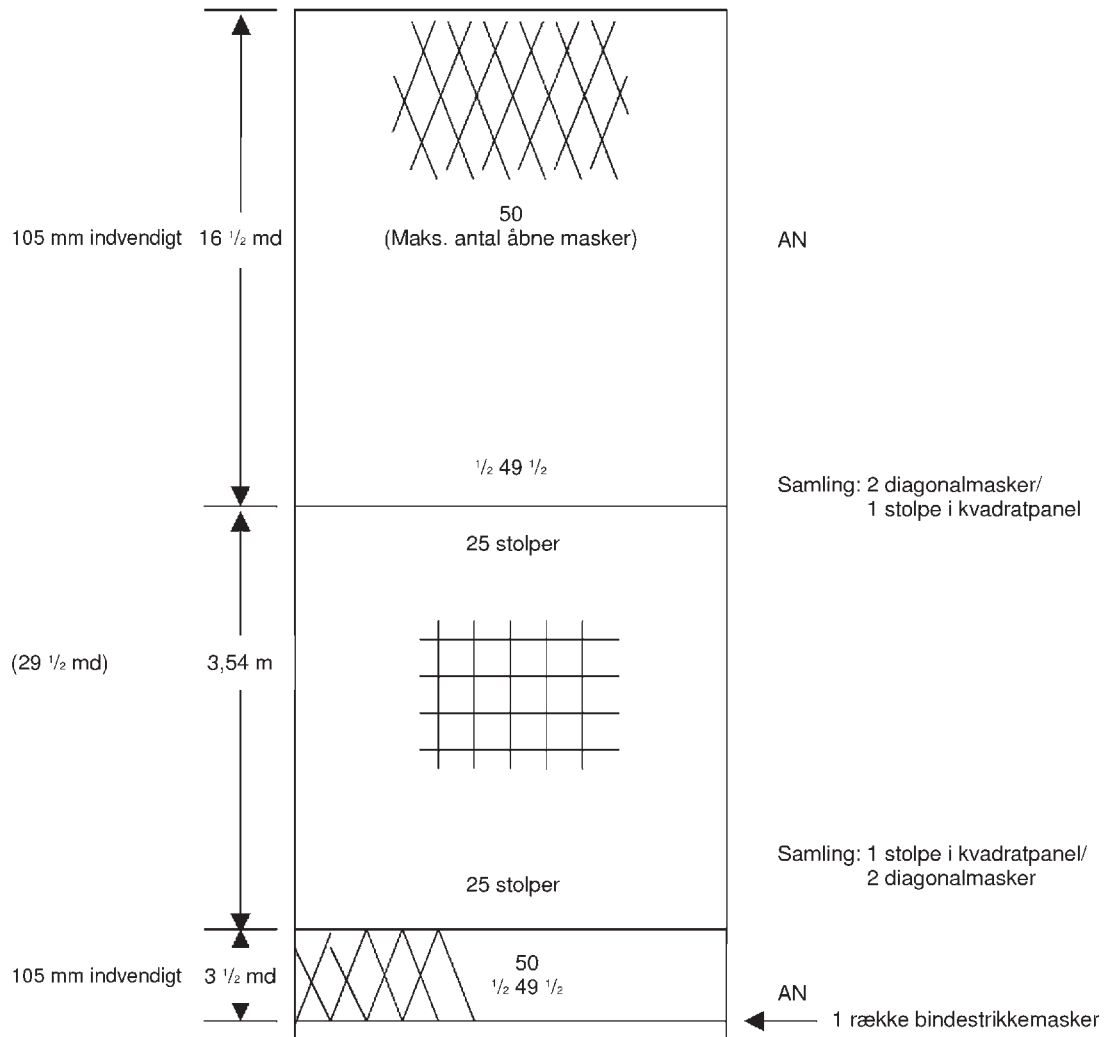 50
105 mm indvendigt 16 1/2 md (Maks. antal åbne masker) AN
1/2 49 1/2
Samling: 2 diagonalmasker/
1 stolpe i kvadratpanel
25 stolper
(29 1/2 md) 3,54 m
Samling: 1 stolpe i kvadratpanel/
2 diagonalmasker
25 stolper
50
105 mm indvendigt 3 1/2 md 1/2 49 1/2
AN
1 række bindestrikkemasker